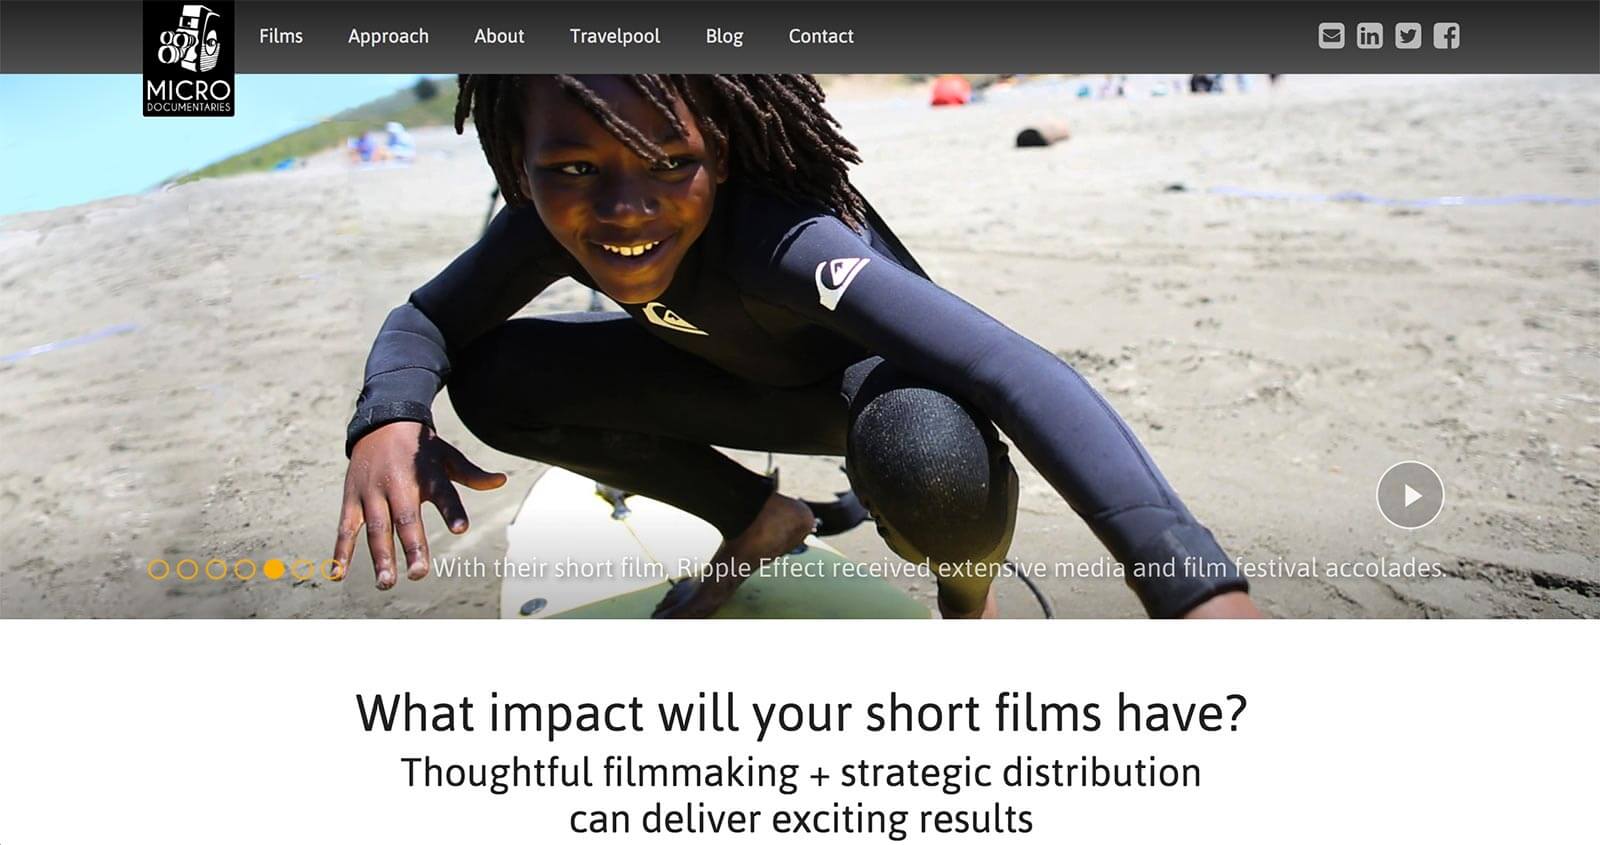 MICRO
DOCUMENTARIES
Films Approach About Travelpool Blog Contact
With their short film, Ripple Effect received extensive media and film festival accolades.
What impact will your short films have?
Thoughtful filmmaking + strategic distribution
can deliver exciting results